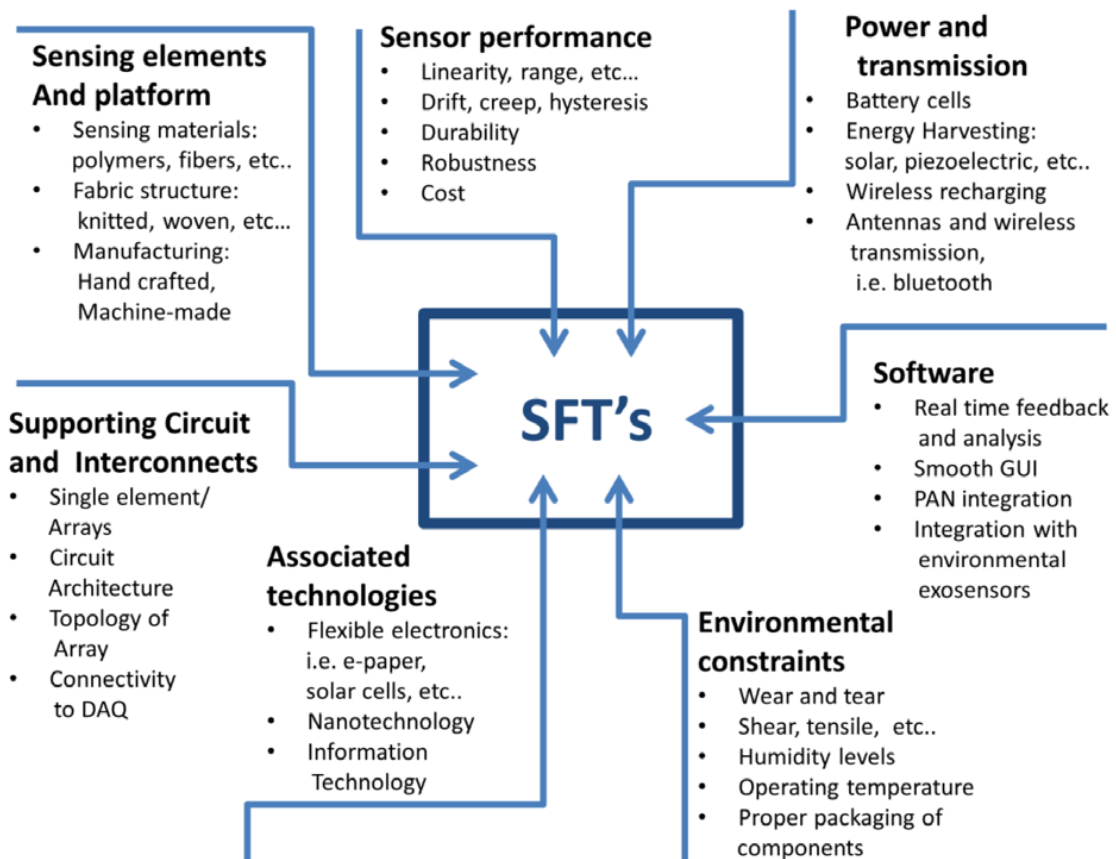 Sensing elements
And platform
• Sensing materials:
polymers, fibers, etc..
• Fabric structure:
knitted, woven, etc...
• Manufacturing:
Hand crafted,
Machine-made
Sensor performance
• Linearity, range, etc...
• Drift, creep, hysteresis
• Durability
• Robustness
• Cost
Power and
transmission
• Battery cells
• Energy Harvesting:
solar, piezoelectric, etc..
• Wireless recharging
• Antennas and wireless
transmission,
i.e. bluetooth
SFT's
Supporting Circuit
and Interconnects
• Single element/
Arrays
• Circuit
Architecture
• Topology of
Array
• Connectivity
to DAQ
Associated
technologies
• Flexible electronics:
i.e. e-paper,
solar cells, etc..
• Nanotechnology
• Information
Technology
Software
• Real time feedback
and analysis
• Smooth GUI
• PAN integration
• Integration with
environmental
exosensors
Environmental
constraints
• Wear and tear
• Shear, tensile, etc..
• Humidity levels
• Operating temperature
• Proper packaging of
components